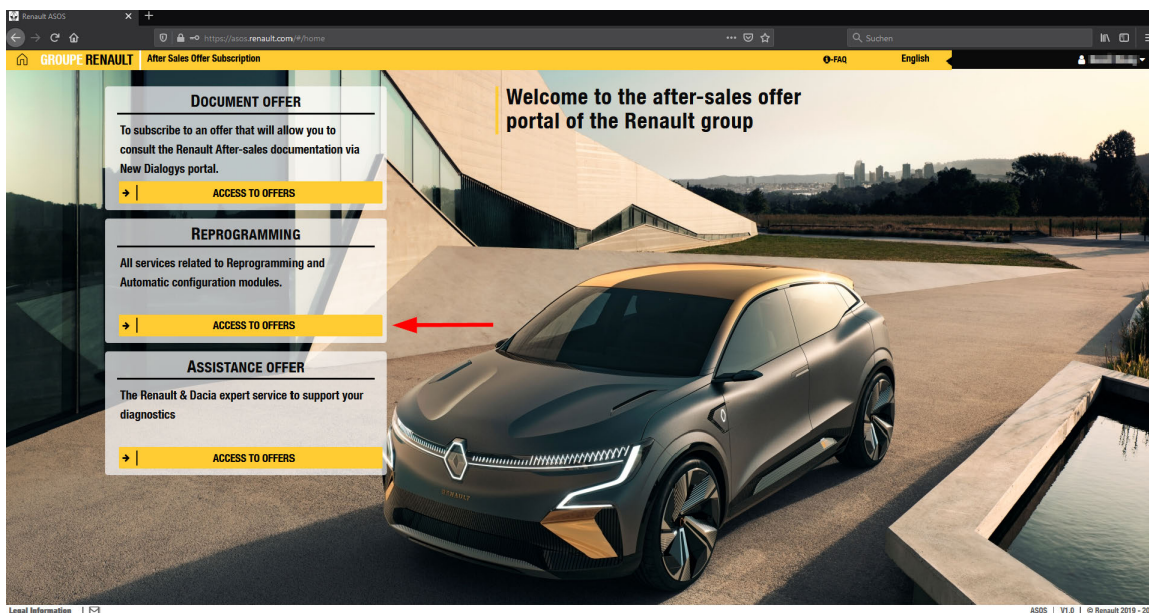 Renault ASOS
https://asos.renault.com/#/home
Suchen
GROUPE RENAULT
After Sales Offer Subscription
FAQ
English
DOCUMENT OFFER
To subscribe to an offer that will allow you to
consult the Renault After-sales documentation via
New Dialogys portal.
ACCESS TO OFFERS
REPROGRAMMING
All services related to Reprogramming and
Automatic configuration modules.
ACCESS TO OFFERS
ASSISTANCE OFFER
The Renault & Dacia expert service to support your
diagnostics
ACCESS TO OFFERS
Welcome to the after-sales offer
portal of the Renault group
RENAULT
Legal Information
ASOS | V1.0 | © Renault 2019 - 20